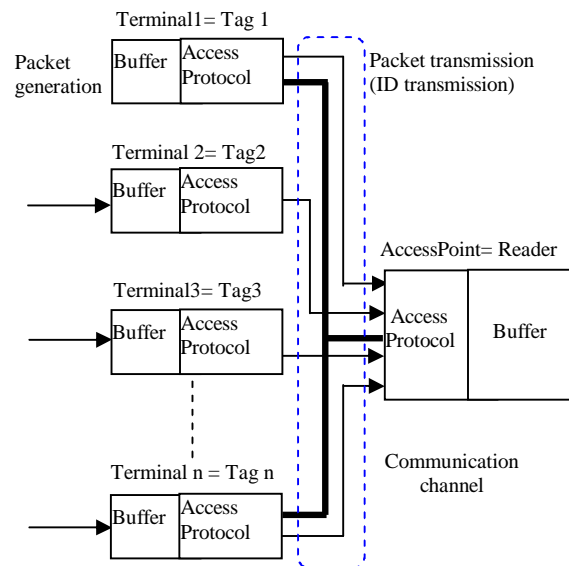 Terminal1= Tag 1
Packet
generation
Buffer
Access
Protocol
Packet transmission
(ID transmission)
Terminal 2= Tag2
Buffer
Access
Protocol
AccessPoint= Reader
Terminal3= Tag3
Buffer
Access
Protocol
Access
Protocol
Buffer
Terminal n = Tag n
Buffer
Access
Protocol
Communication
channel